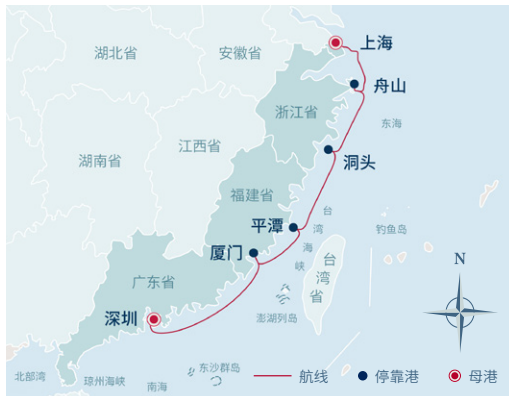 上海
湖北省
安徽省
舟山
浙江省
东海
江西省
湖南省
洞头
福建省
平潭
台湾海峡
钓鱼岛
厦门
台湾省
广东省
澎湖列岛
深圳
N
东沙群岛
北部湾
琼州海峡
南海
航线
停靠港
母港